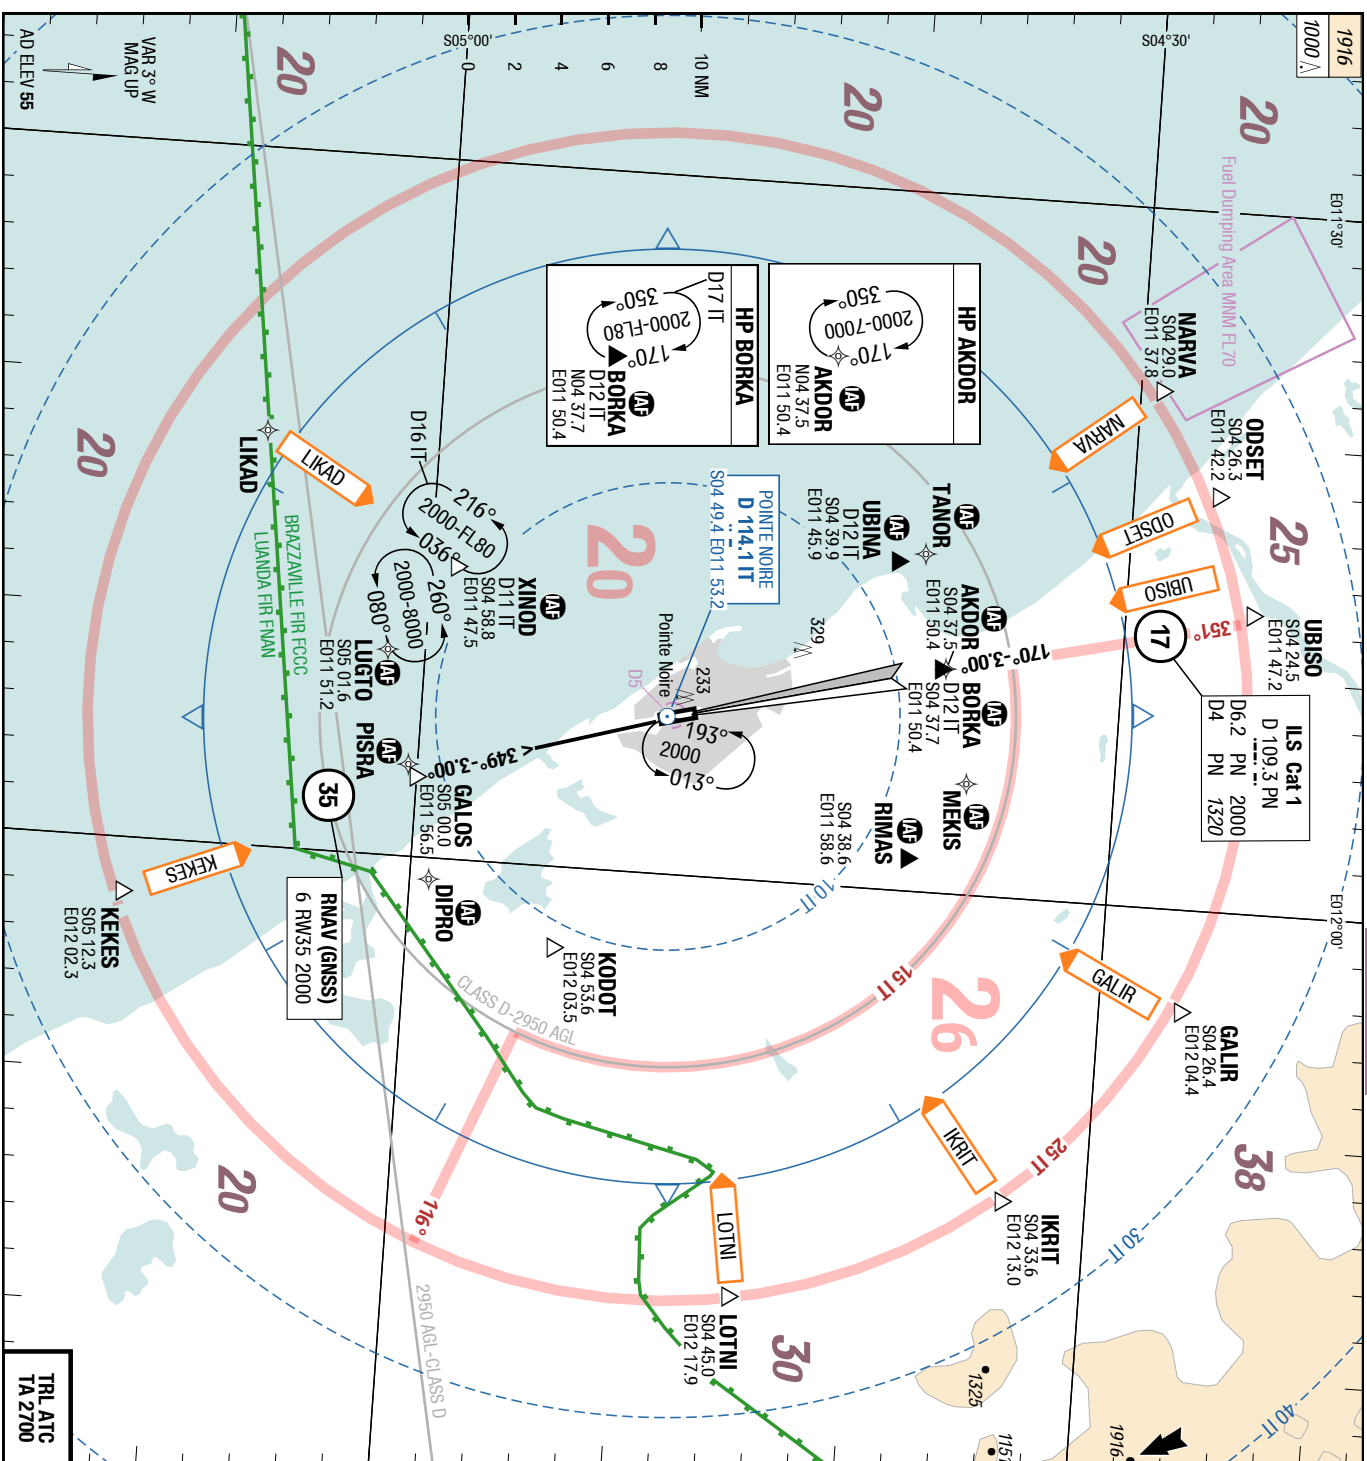 1916
1000
S04°30'
S05°00'
E011°30'
E012°00'
0
2
4
6
8
10 NM
VAR 3° W
MAG UP
AD ELEV 55
20
20
20
20
20
20
20
25
26
38
30
Fuel Dumping Area MNM FL70
NARVA
S04 29.0
E011 37.8
NARVA
ODSET
S04 26.3
E011 42.2
ODSET
UBISO
S04 24.5
E011 47.2
UBISO
17
351°
ILS Cat 1
D 109.3 PN
D6.2 PN 2000
D4 PN 1320
HP AKDOR
350°
2000-7000
170°
IAF
AKDOR
N04 37.5
E011 50.4
HP BORKA
D17 IT
350°
2000-FL80
170°
IAF
BORKA
D12 IT
N04 37.7
E011 50.4
POINTE NOIRE
D 114.1 IT
S04 49.4 E011 53.2
IAF
TANOR
IAF
UBINA
D12 IT
S04 39.9
E011 45.9
IAF
AKDOR
S04 37.5
E011 50.4
170°-3.00°
IAF
BORKA
D12 IT
S04 37.7
E011 50.4
IAF
MEKIS
IAF
RIMAS
S04 38.6
E011 58.6
329
233
Pointe Noire
D5
193°
2000
013°
< 349°-3.00°
LIKAD
LIKAD
BRAZZAVILLE FIR FCCC
LUANDA FIR FNAN
D16 IT
216°
2000-FL80
036°
IAF
XINOD
D11 IT
S04 58.8
E011 47.5
260°
2000-8000
080°
IAF
LUGTO
S05 01.6
E011 51.2
IAF
PISRA
GALOS
S05 00.0
E011 56.5
35
RNAV (GNSS)
6 RW35 2000
IAF
DIPRO
KODOT
S04 53.6
E012 03.5
KEKES
KEKES
S05 12.3
E012 02.3
CLASS D-2950 AGL
2950 AGL-CLASS D
10 IT
15 IT
25 IT
30 IT
40 IT
116°
GALIR
GALIR
S04 26.4
E012 04.4
IKRIT
IKRIT
S04 33.6
E012 13.0
LOTNI
LOTNI
S04 45.0
E012 17.9
1325
1151
1916
TRL ATC
TA 2700